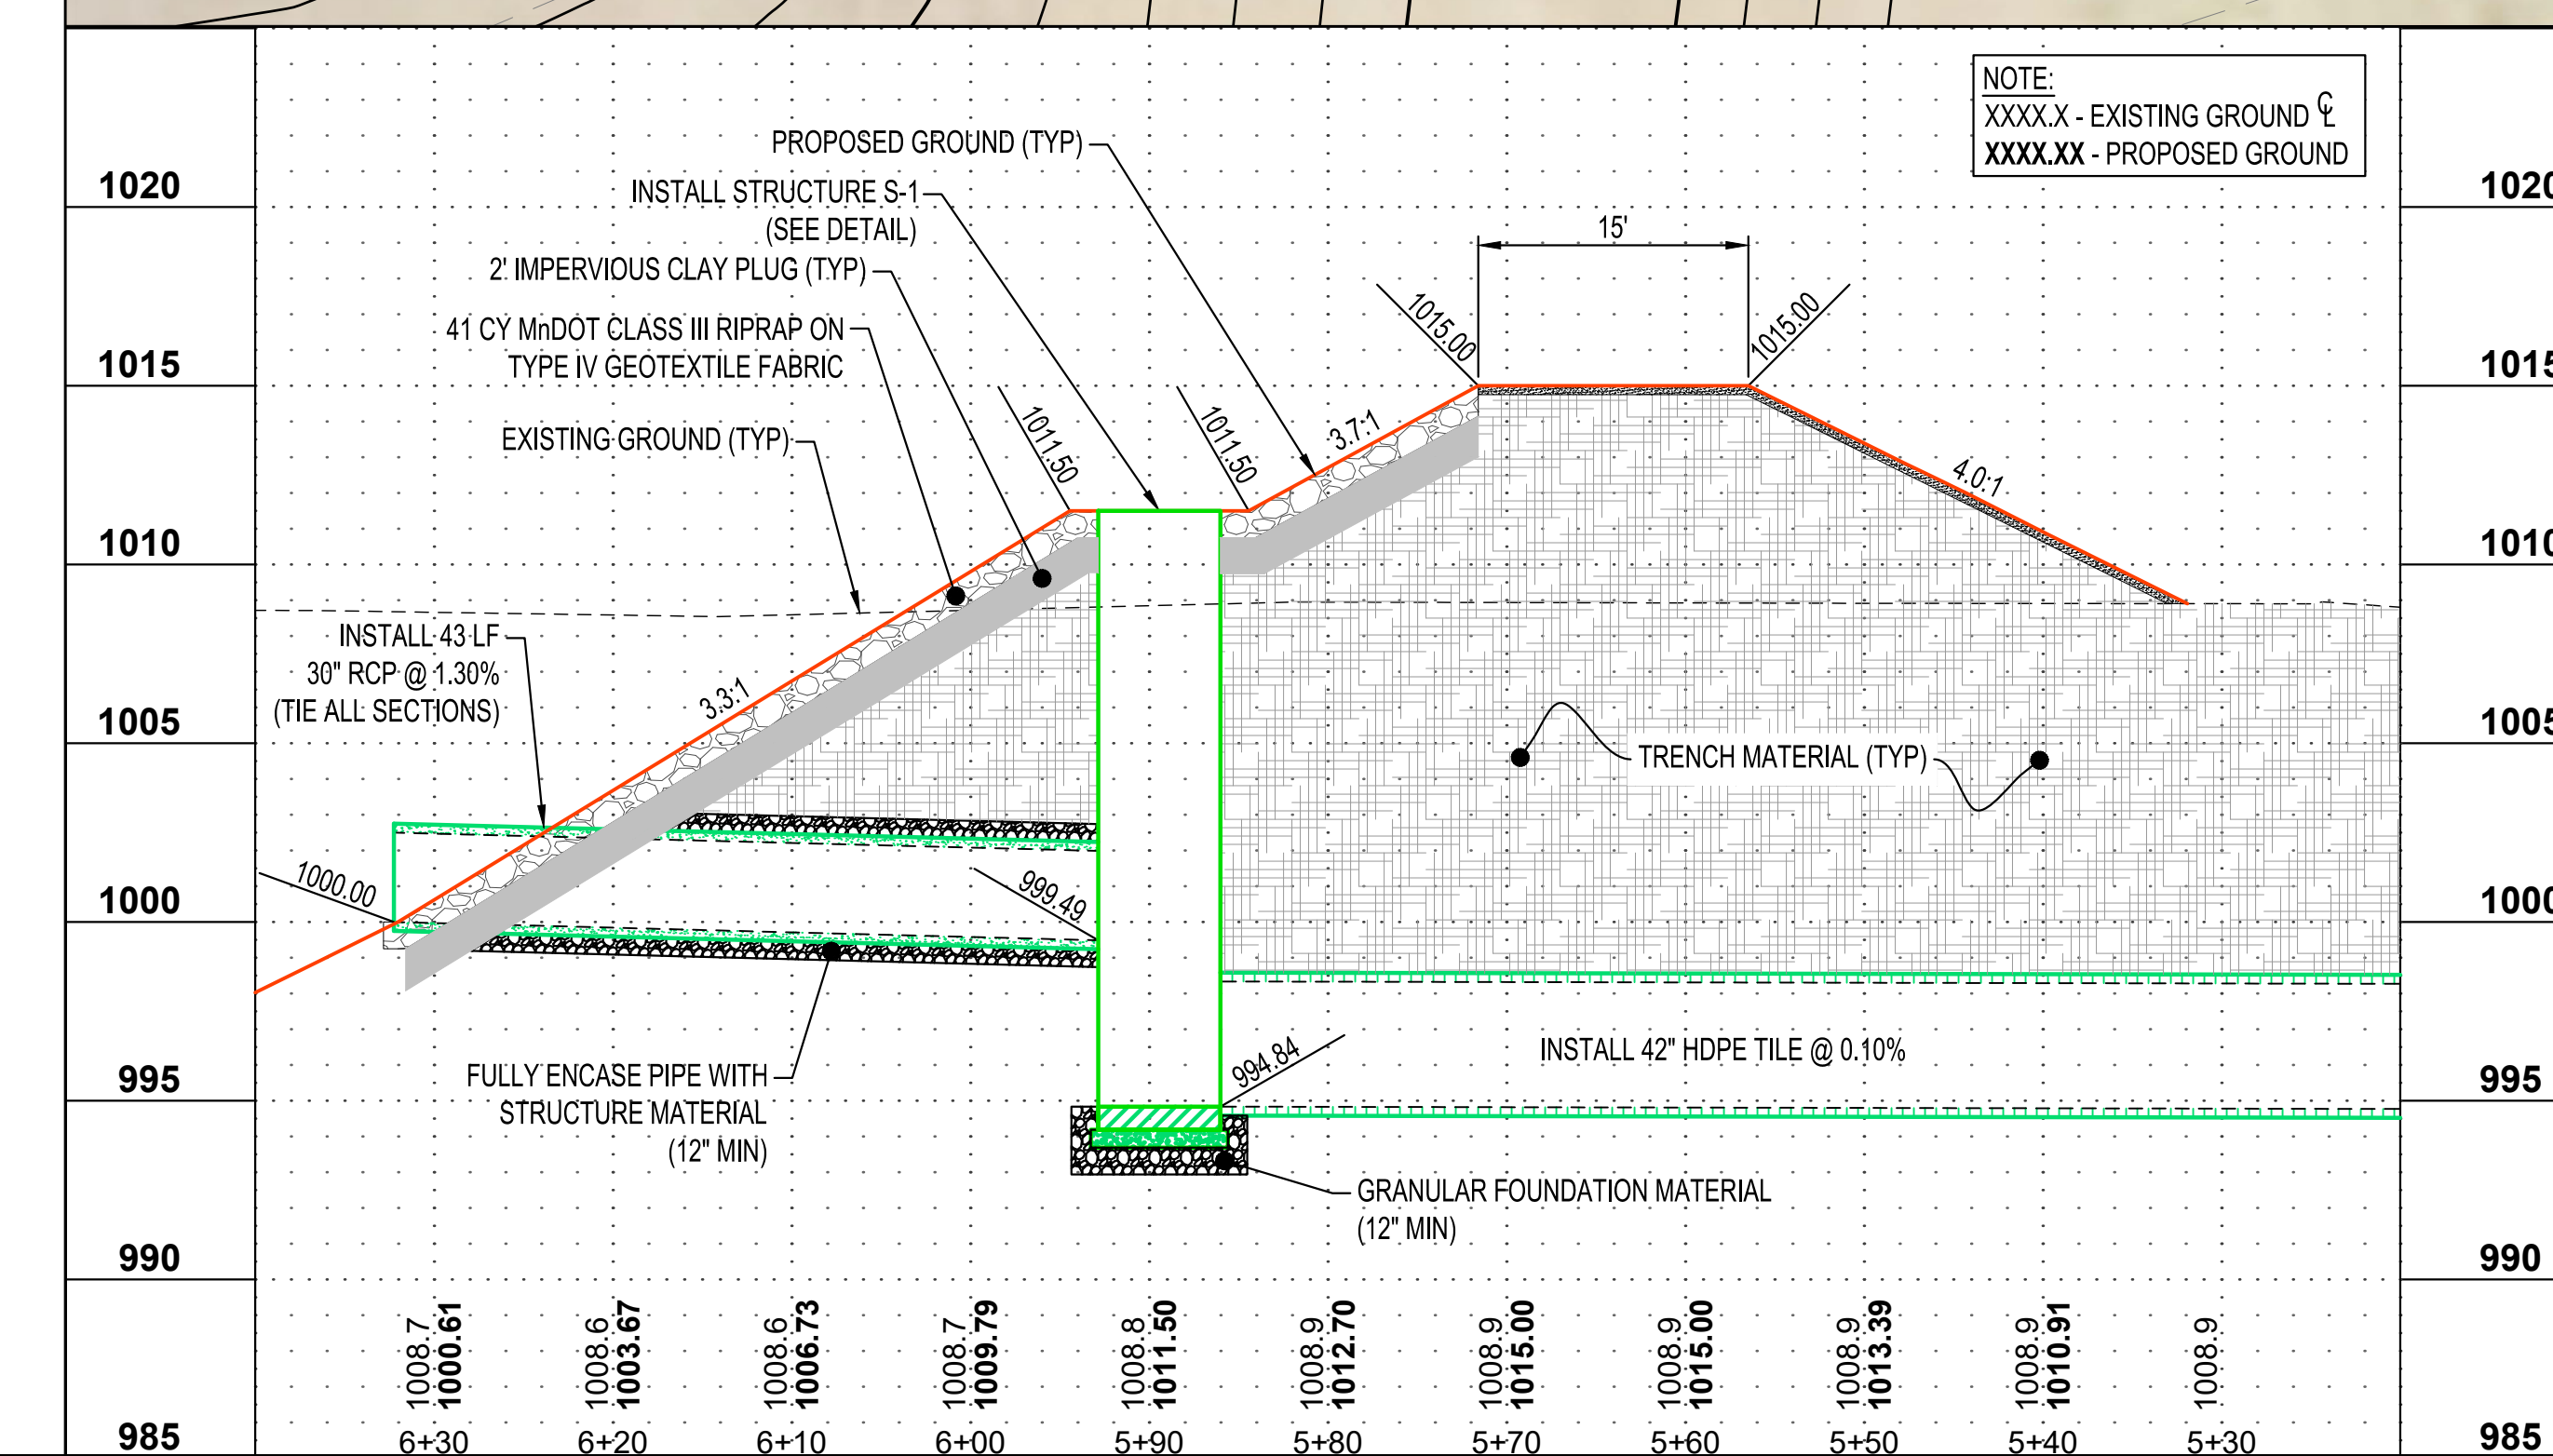 NOTE:
XXXX.X - EXISTING GROUND ℄
XXXX.XX - PROPOSED GROUND
PROPOSED GROUND (TYP)
INSTALL STRUCTURE S-1
(SEE DETAIL)
2' IMPERVIOUS CLAY PLUG (TYP)
41 CY MnDOT CLASS III RIPRAP ON
TYPE IV GEOTEXTILE FABRIC
EXISTING GROUND (TYP)
INSTALL 43 LF
30" RCP @ 1.30%
(TIE ALL SECTIONS)
15'
1015.00
1015.00
1011.50
1011.50
3.7:1
4.0:1
3.3:1
TRENCH MATERIAL (TYP)
1000.00
999.49
994.84
INSTALL 42" HDPE TILE @ 0.10%
FULLY ENCASE PIPE WITH
STRUCTURE MATERIAL
(12" MIN)
GRANULAR FOUNDATION MATERIAL
(12" MIN)
1020
1015
1010
1005
1000
995
990
985
1020
1015
1010
1005
1000
995
990
985
1008.7
1000.61
1008.6
1003.67
1008.6
1006.73
1008.7
1009.79
1008.8
1011.50
1008.9
1012.70
1008.9
1015.00
1008.9
1015.00
1008.9
1013.39
1008.9
1010.91
1008.9
6+30 6+20 6+10 6+00 5+90 5+80 5+70 5+60 5+50 5+40 5+30